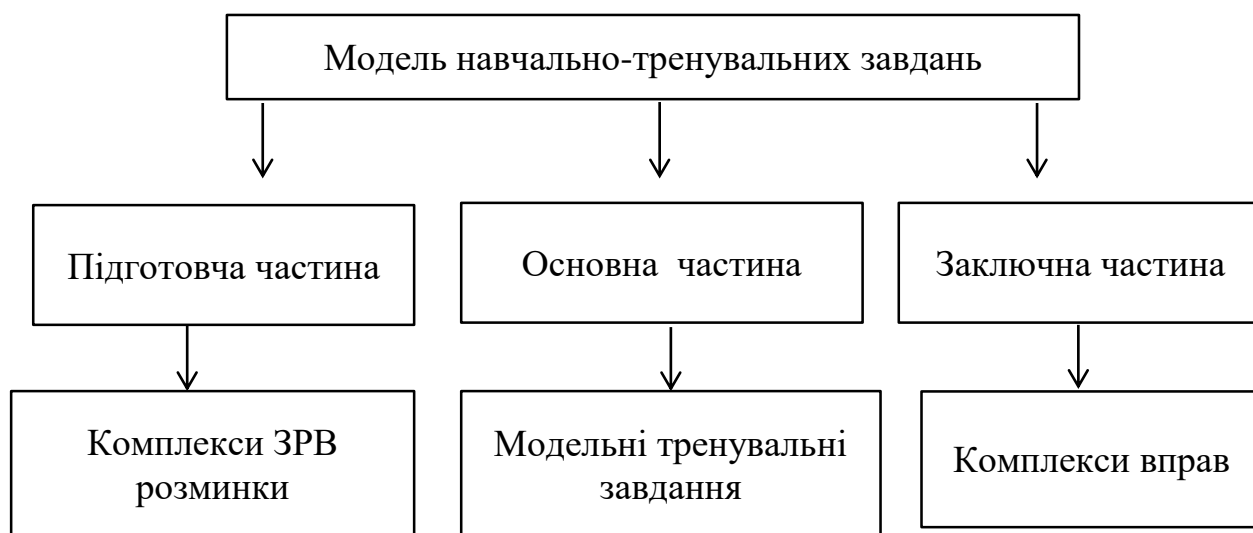 Модель навчально-тренувальних завдань
Підготовча частина
Основна частина
Заключна частина
Комплекси ЗРВ
розминки
Модельні тренувальні
завдання
Комплекси вправ